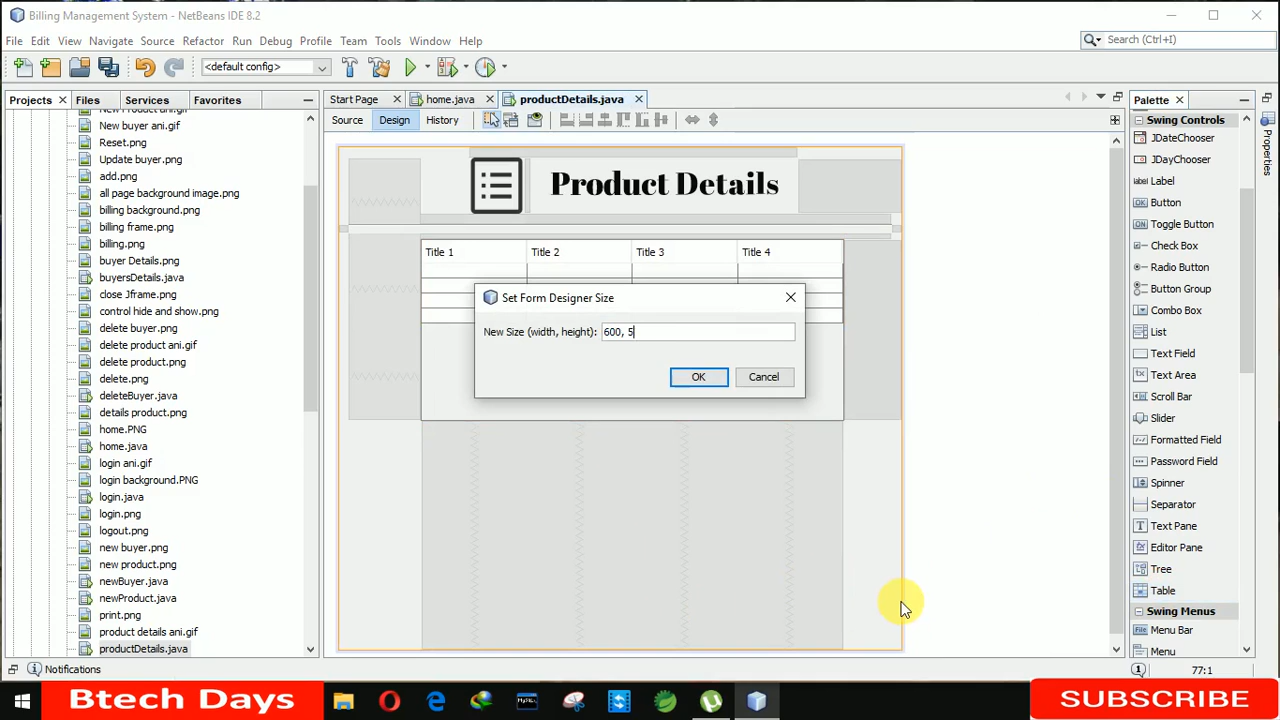 Billing Management System - NetBeans IDE 8.2
File Edit View Navigate Source Refactor Run Debug Profile Team Tools Window Help
Search (Ctrl+I)
<default config>
Projects Files Services Favorites
Start Page home.java productDetails.java
Source Design History
New Product ani.gif
New buyer ani.gif
Reset.png
Update buyer.png
add.png
all page background image.png
billing background.png
billing frame.png
billing.png
buyer Details.png
buyersDetails.java
close Jframe.png
control hide and show.png
delete buyer.png
delete product ani.gif
delete product.png
delete.png
deleteBuyer.java
details product.png
home.PNG
home.java
login ani.gif
login background.PNG
login.java
login.png
logout.png
new buyer.png
new product.png
newBuyer.java
newProduct.java
print.png
product details ani.gif
productDetails.java
Product Details
Title 1 Title 2 Title 3 Title 4
Set Form Designer Size
New Size (width, height): 600, 5
OK Cancel
Palette
Swing Controls
JDateChooser
JDayChooser
Label
OK Button
Toggle Button
Check Box
Radio Button
Button Group
Combo Box
List
Text Field
Text Area
Scroll Bar
Slider
Formatted Field
Password Field
Spinner
Separator
Text Pane
Editor Pane
Tree
Table
Swing Menus
Menu Bar
Menu
Properties
Notifications
77:1
Btech Days
SUBSCRIBE